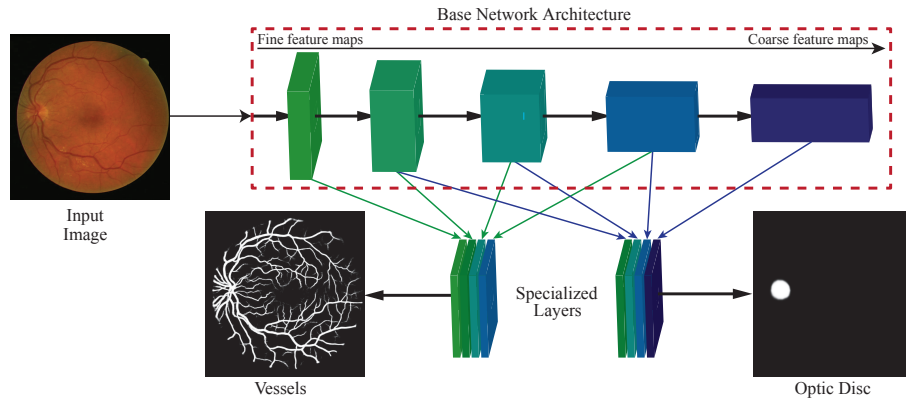 Base Network Architecture
Fine feature maps
Coarse feature maps
Input
Image
Specialized
Layers
Vessels
Optic Disc